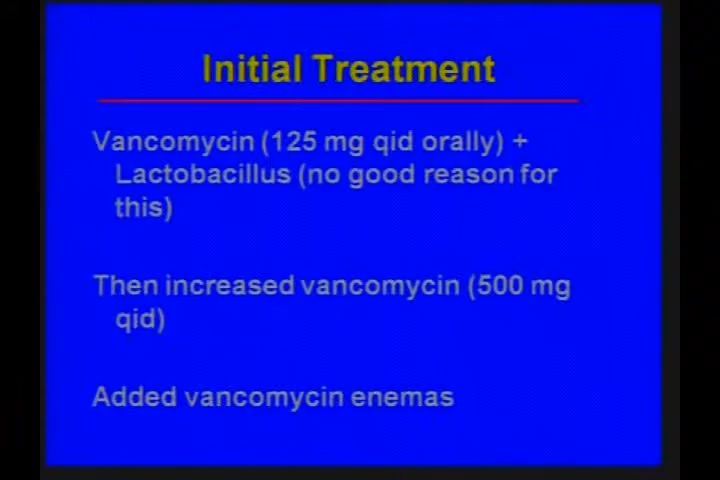 Initial Treatment
Vancomycin (125 mg qid orally) +
Lactobacillus (no good reason for
this)
Then increased vancomycin (500 mg
qid)
Added vancomycin enemas